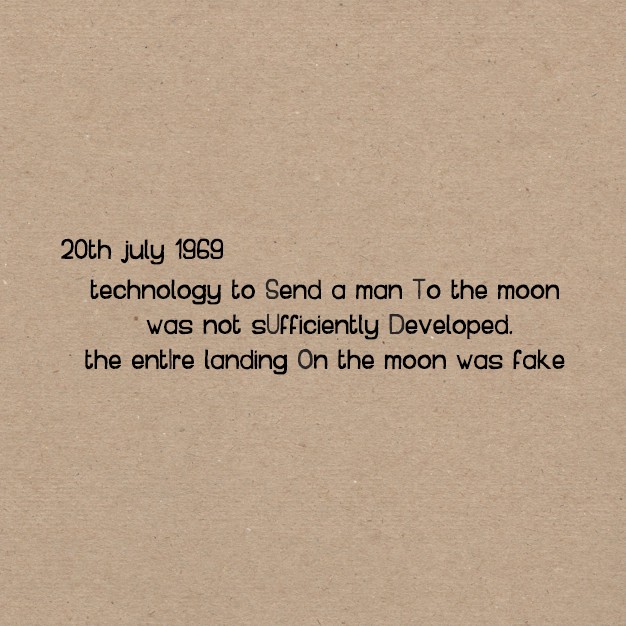 20th july 1969
technology to Send a man To the moon
was not sUfficiently Developed.
the entIre landing On the moon was fake